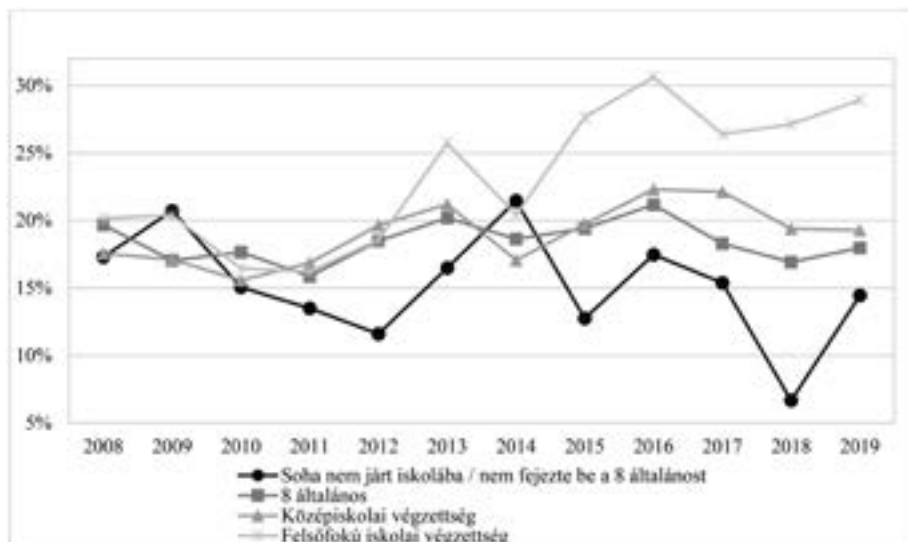 30%
25%
20%
15%
10%
5%
2008 2009 2010 2011 2012 2013 2014 2015 2016 2017 2018 2019
Soha nem járt iskolába / nem fejezte be a 8 általánost
8 általános
Középiskolai végzettség
Felsőfokú iskolai végzettség